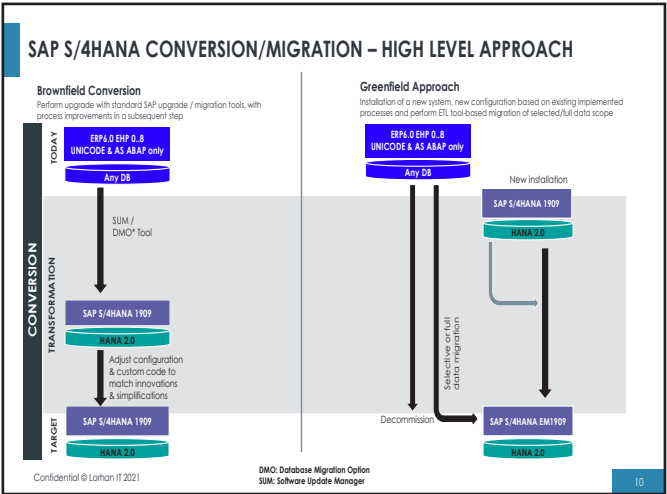 SAP S/4HANA CONVERSION/MIGRATION – HIGH LEVEL APPROACH
Brownfield Conversion
Perform upgrade with standard SAP upgrade / migration tools, with
process improvements in a subsequent step
CONVERSION
TODAY
ERP6.0 EHP 0..8
UNICODE & AS ABAP only
Any DB
TRANSFORMATION
SUM /
DMO* Tool
SAP S/4HANA 1909
HANA 2.0
Adjust configuration
& custom code to
match innovations
& simplifications
TARGET
SAP S/4HANA 1909
HANA 2.0
Greenfield Approach
Installation of a new system, new configuration based on existing implemented
processes and perform ETL tool-based migration of selected/full data scope
ERP6.0 EHP 0..8
UNICODE & AS ABAP only
Any DB
New installation
SAP S/4HANA 1909
HANA 2.0
Selective or full
data migration
Decommission
SAP S/4HANA EM1909
HANA 2.0
Confidential © Lorhan IT 2021
DMO: Database Migration Option
SUM: Software Update Manager
10